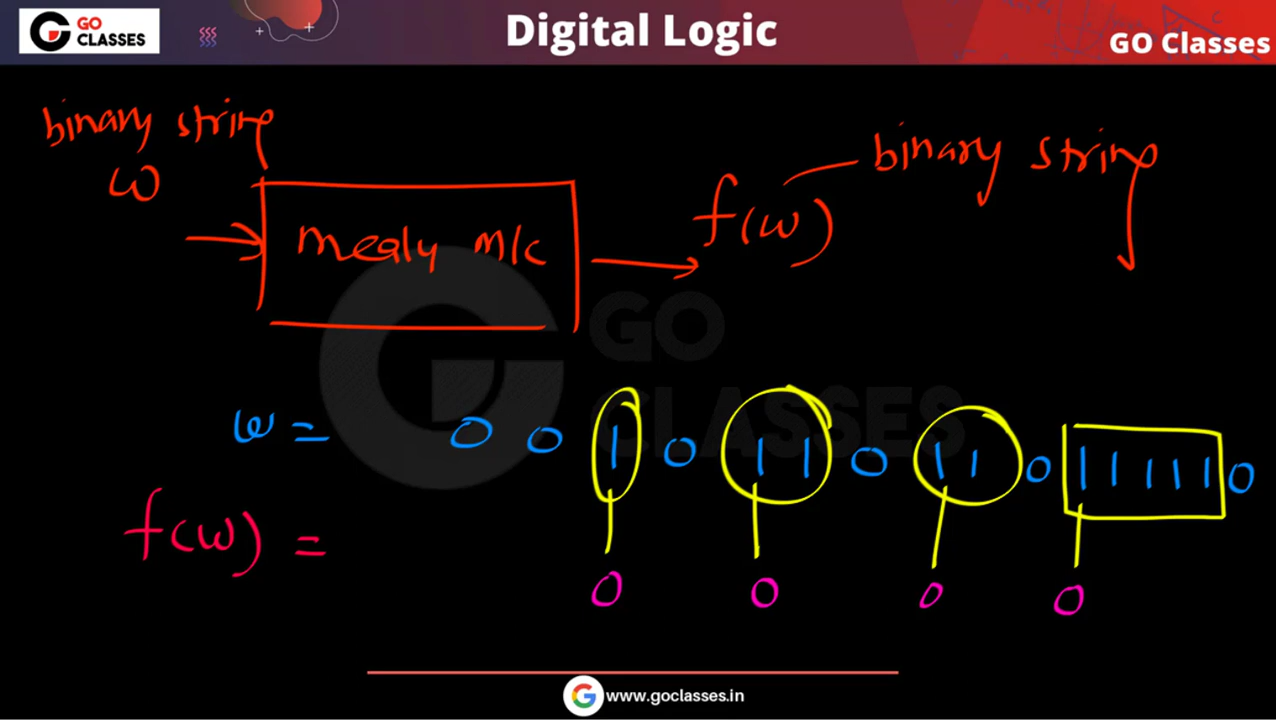 GO
CLASSES
Digital Logic
GO Classes
binary string
ω
mealy M/C
f(ω)
binary string
GO
CLASSES
ω = 0 0 1 0 1 1 0 1 1 0 1 1 1 1 1 0
f(ω) =
0 0 0 0
www.goclasses.in